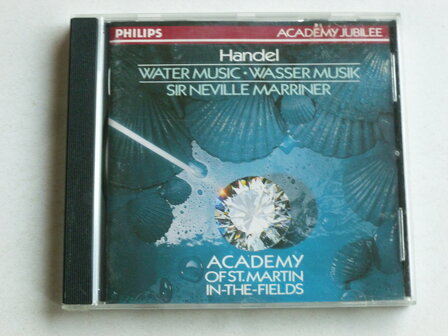 PHILIPS ACADEMY JUBILEE
Handel
WATER MUSIC · WASSER MUSIK
SIR NEVILLE MARRINER
ACADEMY
OF ST. MARTIN
IN-THE-FIELDS